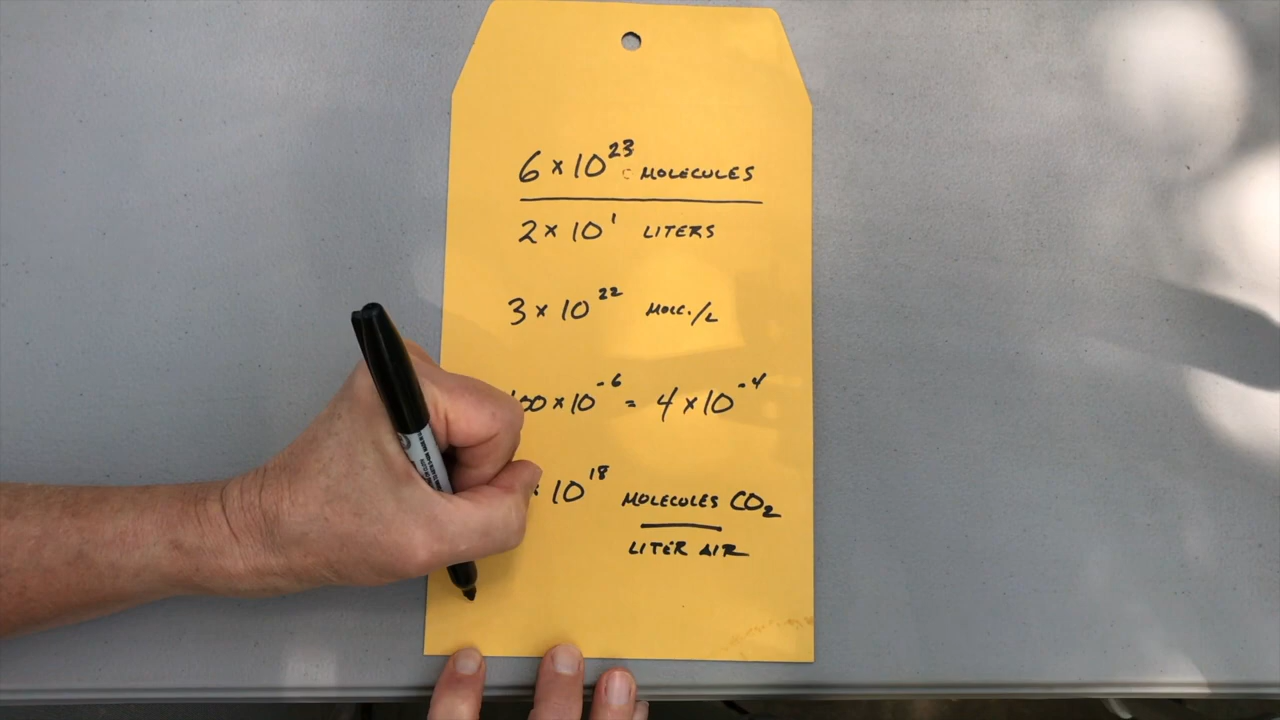 6 × 10²³ MOLECULES
2 × 10¹ LITERS
3 × 10²² MOLC./L
00 × 10⁻⁶ = 4 × 10⁻⁴
× 10¹⁸ MOLECULES CO₂
LITER AIR